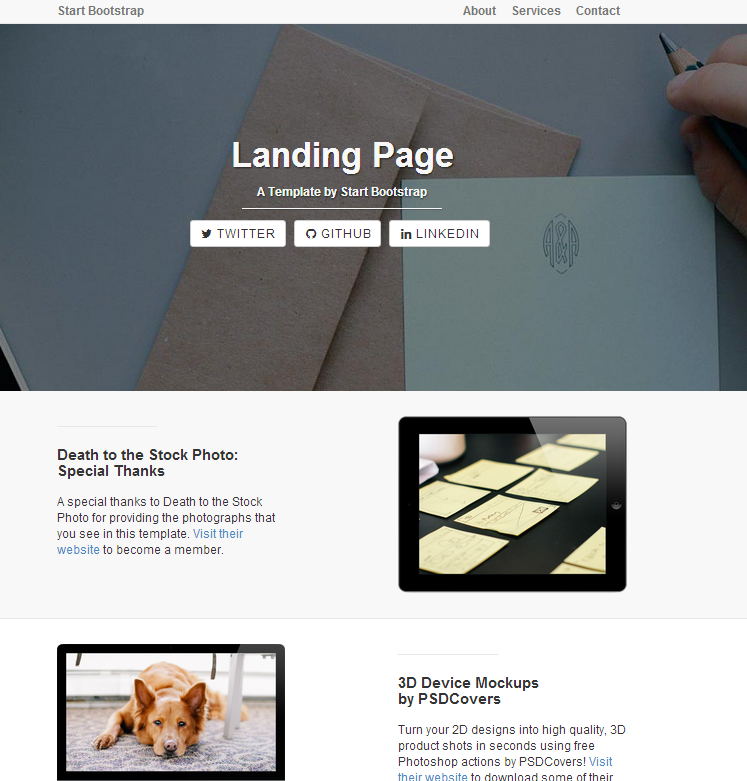 Start Bootstrap
About Services Contact
Landing Page
A Template by Start Bootstrap
TWITTER GITHUB LINKEDIN
A&A
Death to the Stock Photo:
Special Thanks
A special thanks to Death to the Stock
Photo for providing the photographs that
you see in this template. Visit their
website to become a member.
3D Device Mockups
by PSDCovers
Turn your 2D designs into high quality, 3D
product shots in seconds using free
Photoshop actions by PSDCovers! Visit
their website to download some of their